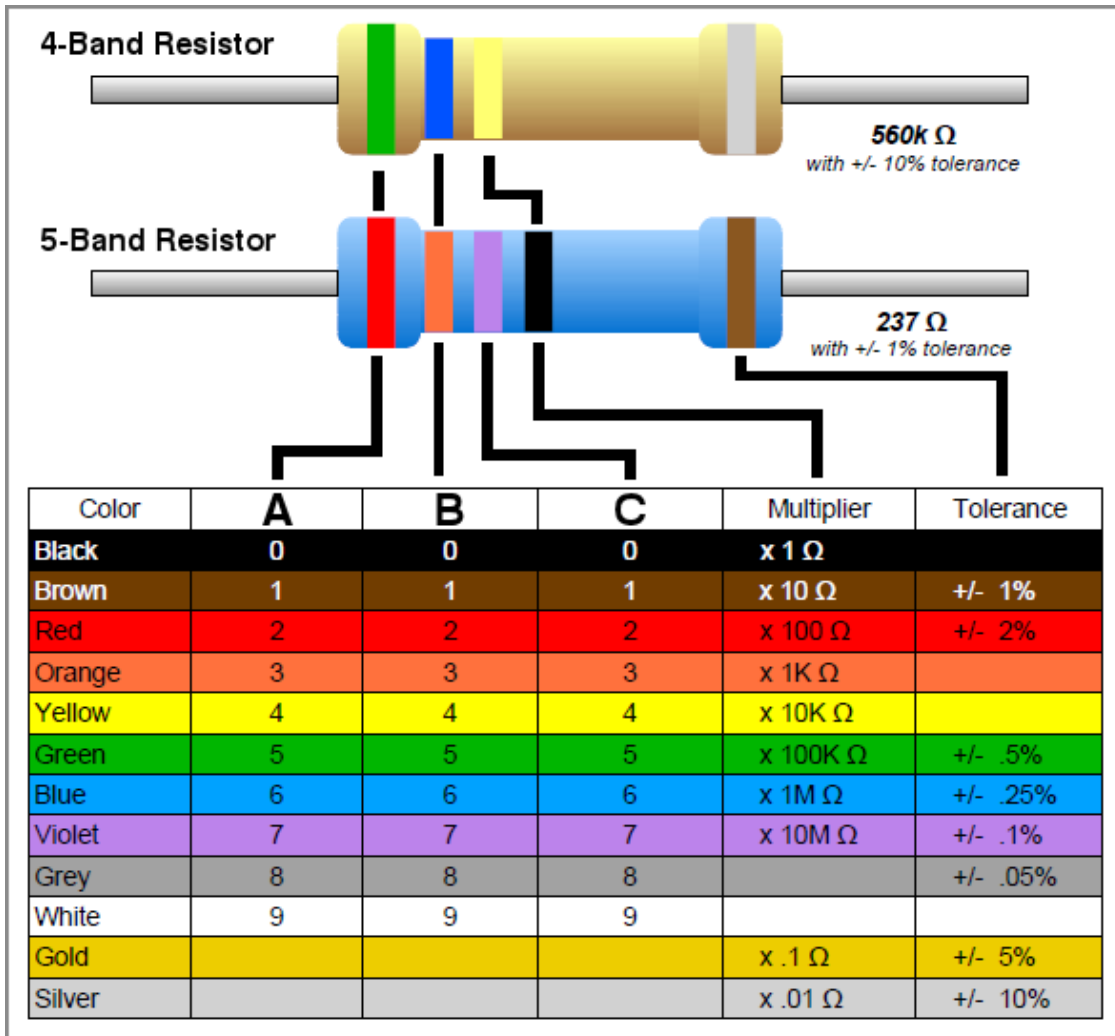 4-Band Resistor
560k Ω
with +/- 10% tolerance
5-Band Resistor
237 Ω
with +/- 1% tolerance
Color A B C Multiplier Tolerance
Black 0 0 0 x 1 Ω
Brown 1 1 1 x 10 Ω +/- 1%
Red 2 2 2 x 100 Ω +/- 2%
Orange 3 3 3 x 1K Ω
Yellow 4 4 4 x 10K Ω
Green 5 5 5 x 100K Ω +/- .5%
Blue 6 6 6 x 1M Ω +/- .25%
Violet 7 7 7 x 10M Ω +/- .1%
Grey 8 8 8 +/- .05%
White 9 9 9
Gold x .1 Ω +/- 5%
Silver x .01 Ω +/- 10%